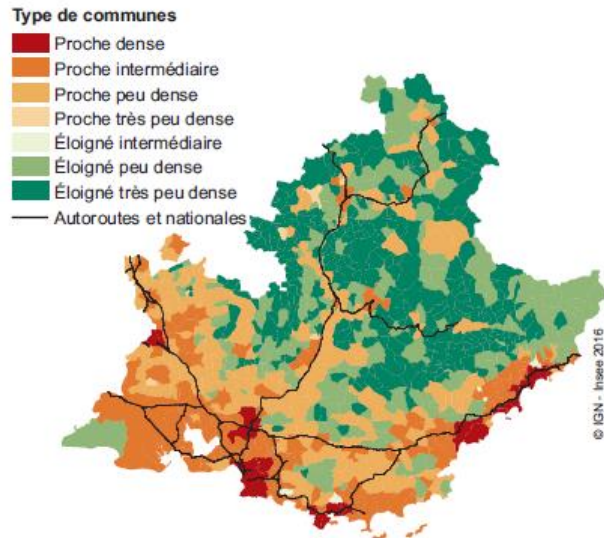 Type de communes
Proche dense
Proche intermédiaire
Proche peu dense
Proche très peu dense
Éloigné intermédiaire
Éloigné peu dense
Éloigné très peu dense
Autoroutes et nationales
© IGN - Insee 2016